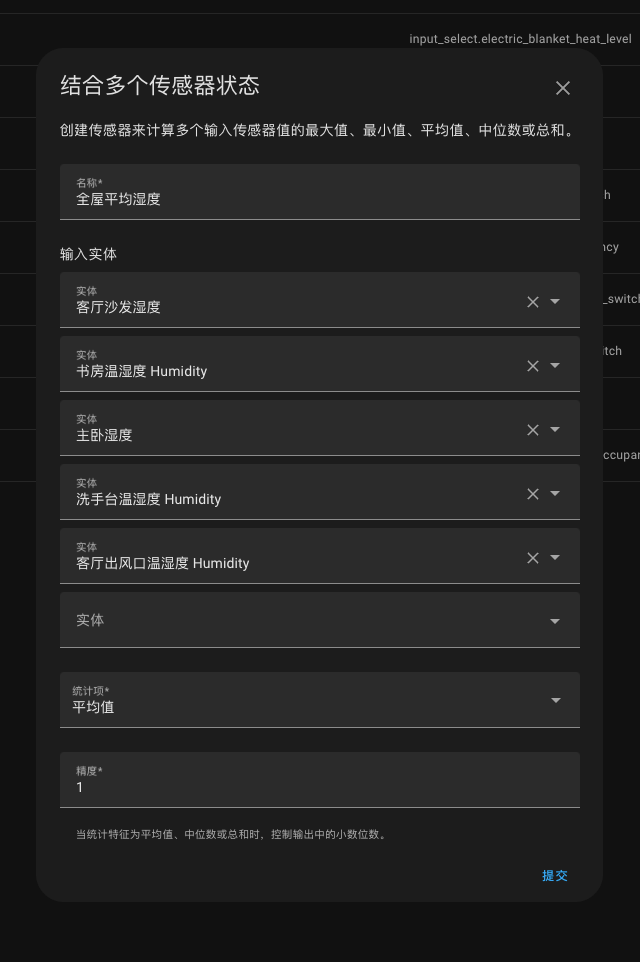 input_select.electric_blanket_heat_level
结合多个传感器状态
创建传感器来计算多个输入传感器值的最大值、最小值、平均值、中位数或总和。
名称*
全屋平均湿度
h
输入实体
ncy
实体
客厅沙发湿度
_switch
实体
书房温湿度 Humidity
itch
实体
主卧湿度
ccupan
实体
洗手台温湿度 Humidity
实体
客厅出风口温湿度 Humidity
实体
统计项*
平均值
精度*
1
当统计特征为平均值、中位数或总和时，控制输出中的小数位数。
提交